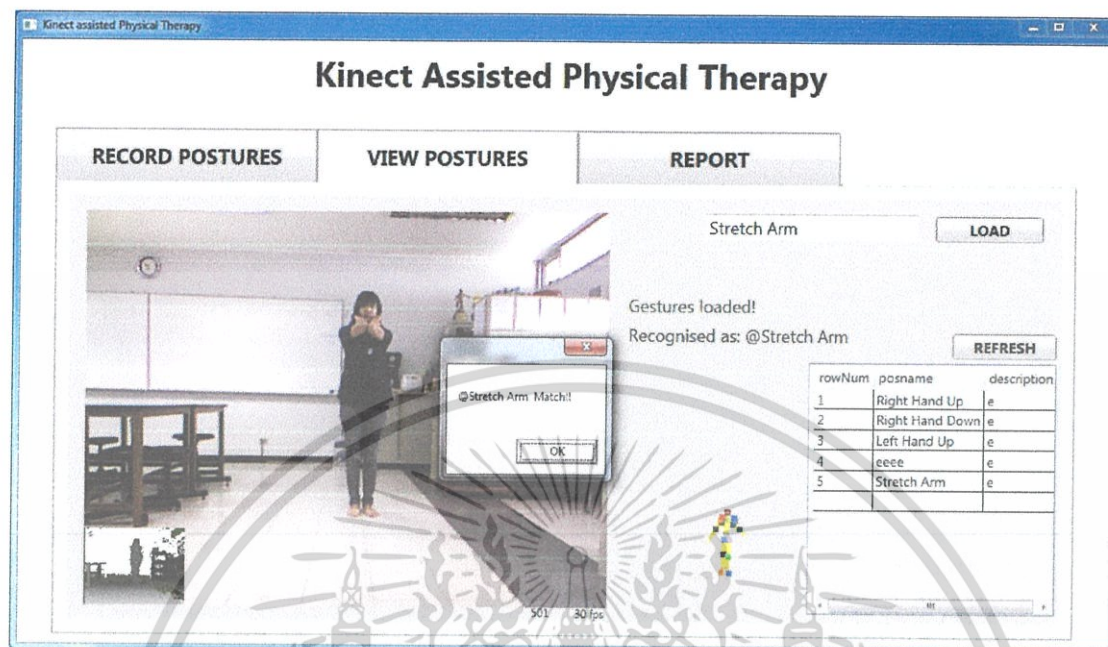 Kinect assisted Physical Therapy
Kinect Assisted Physical Therapy
RECORD POSTURES
VIEW POSTURES
REPORT
Stretch Arm
LOAD
Gestures loaded!
Recognised as: @Stretch Arm
REFRESH
@Stretch Arm Match!!
OK
rowNum posname description
1 Right Hand Up e
2 Right Hand Down e
3 Left Hand Up e
4 eeee e
5 Stretch Arm e
501 30 fps